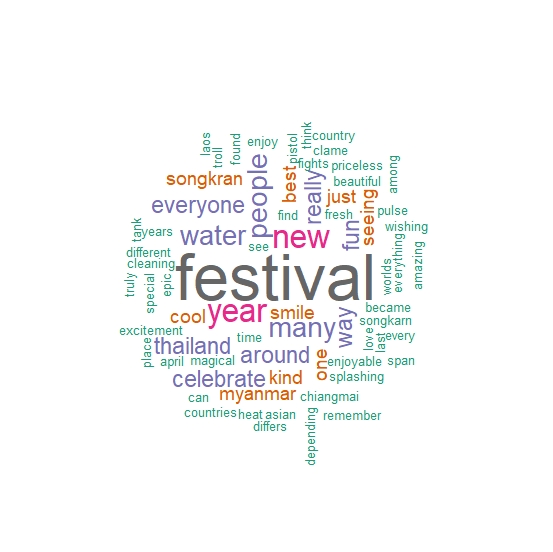 think
country
laos
troll
found
enjoy
pistol
clame
fights
priceless
among
songkran
people
best
really
beautiful
just
seeing
everyone
find
fresh
pulse
tank
years
water
see
new
fun
wishing
different
cleaning
truly
special
epic
festival
worlds
everything
amazing
cool
year
smile
many
way
became
songkarn
excitement
place
thailand
time
around
one
love
last
every
april
magical
enjoyable
span
celebrate
kind
splashing
can
myanmar
chiangmai
countries
heat
asian
differs
depending
remember